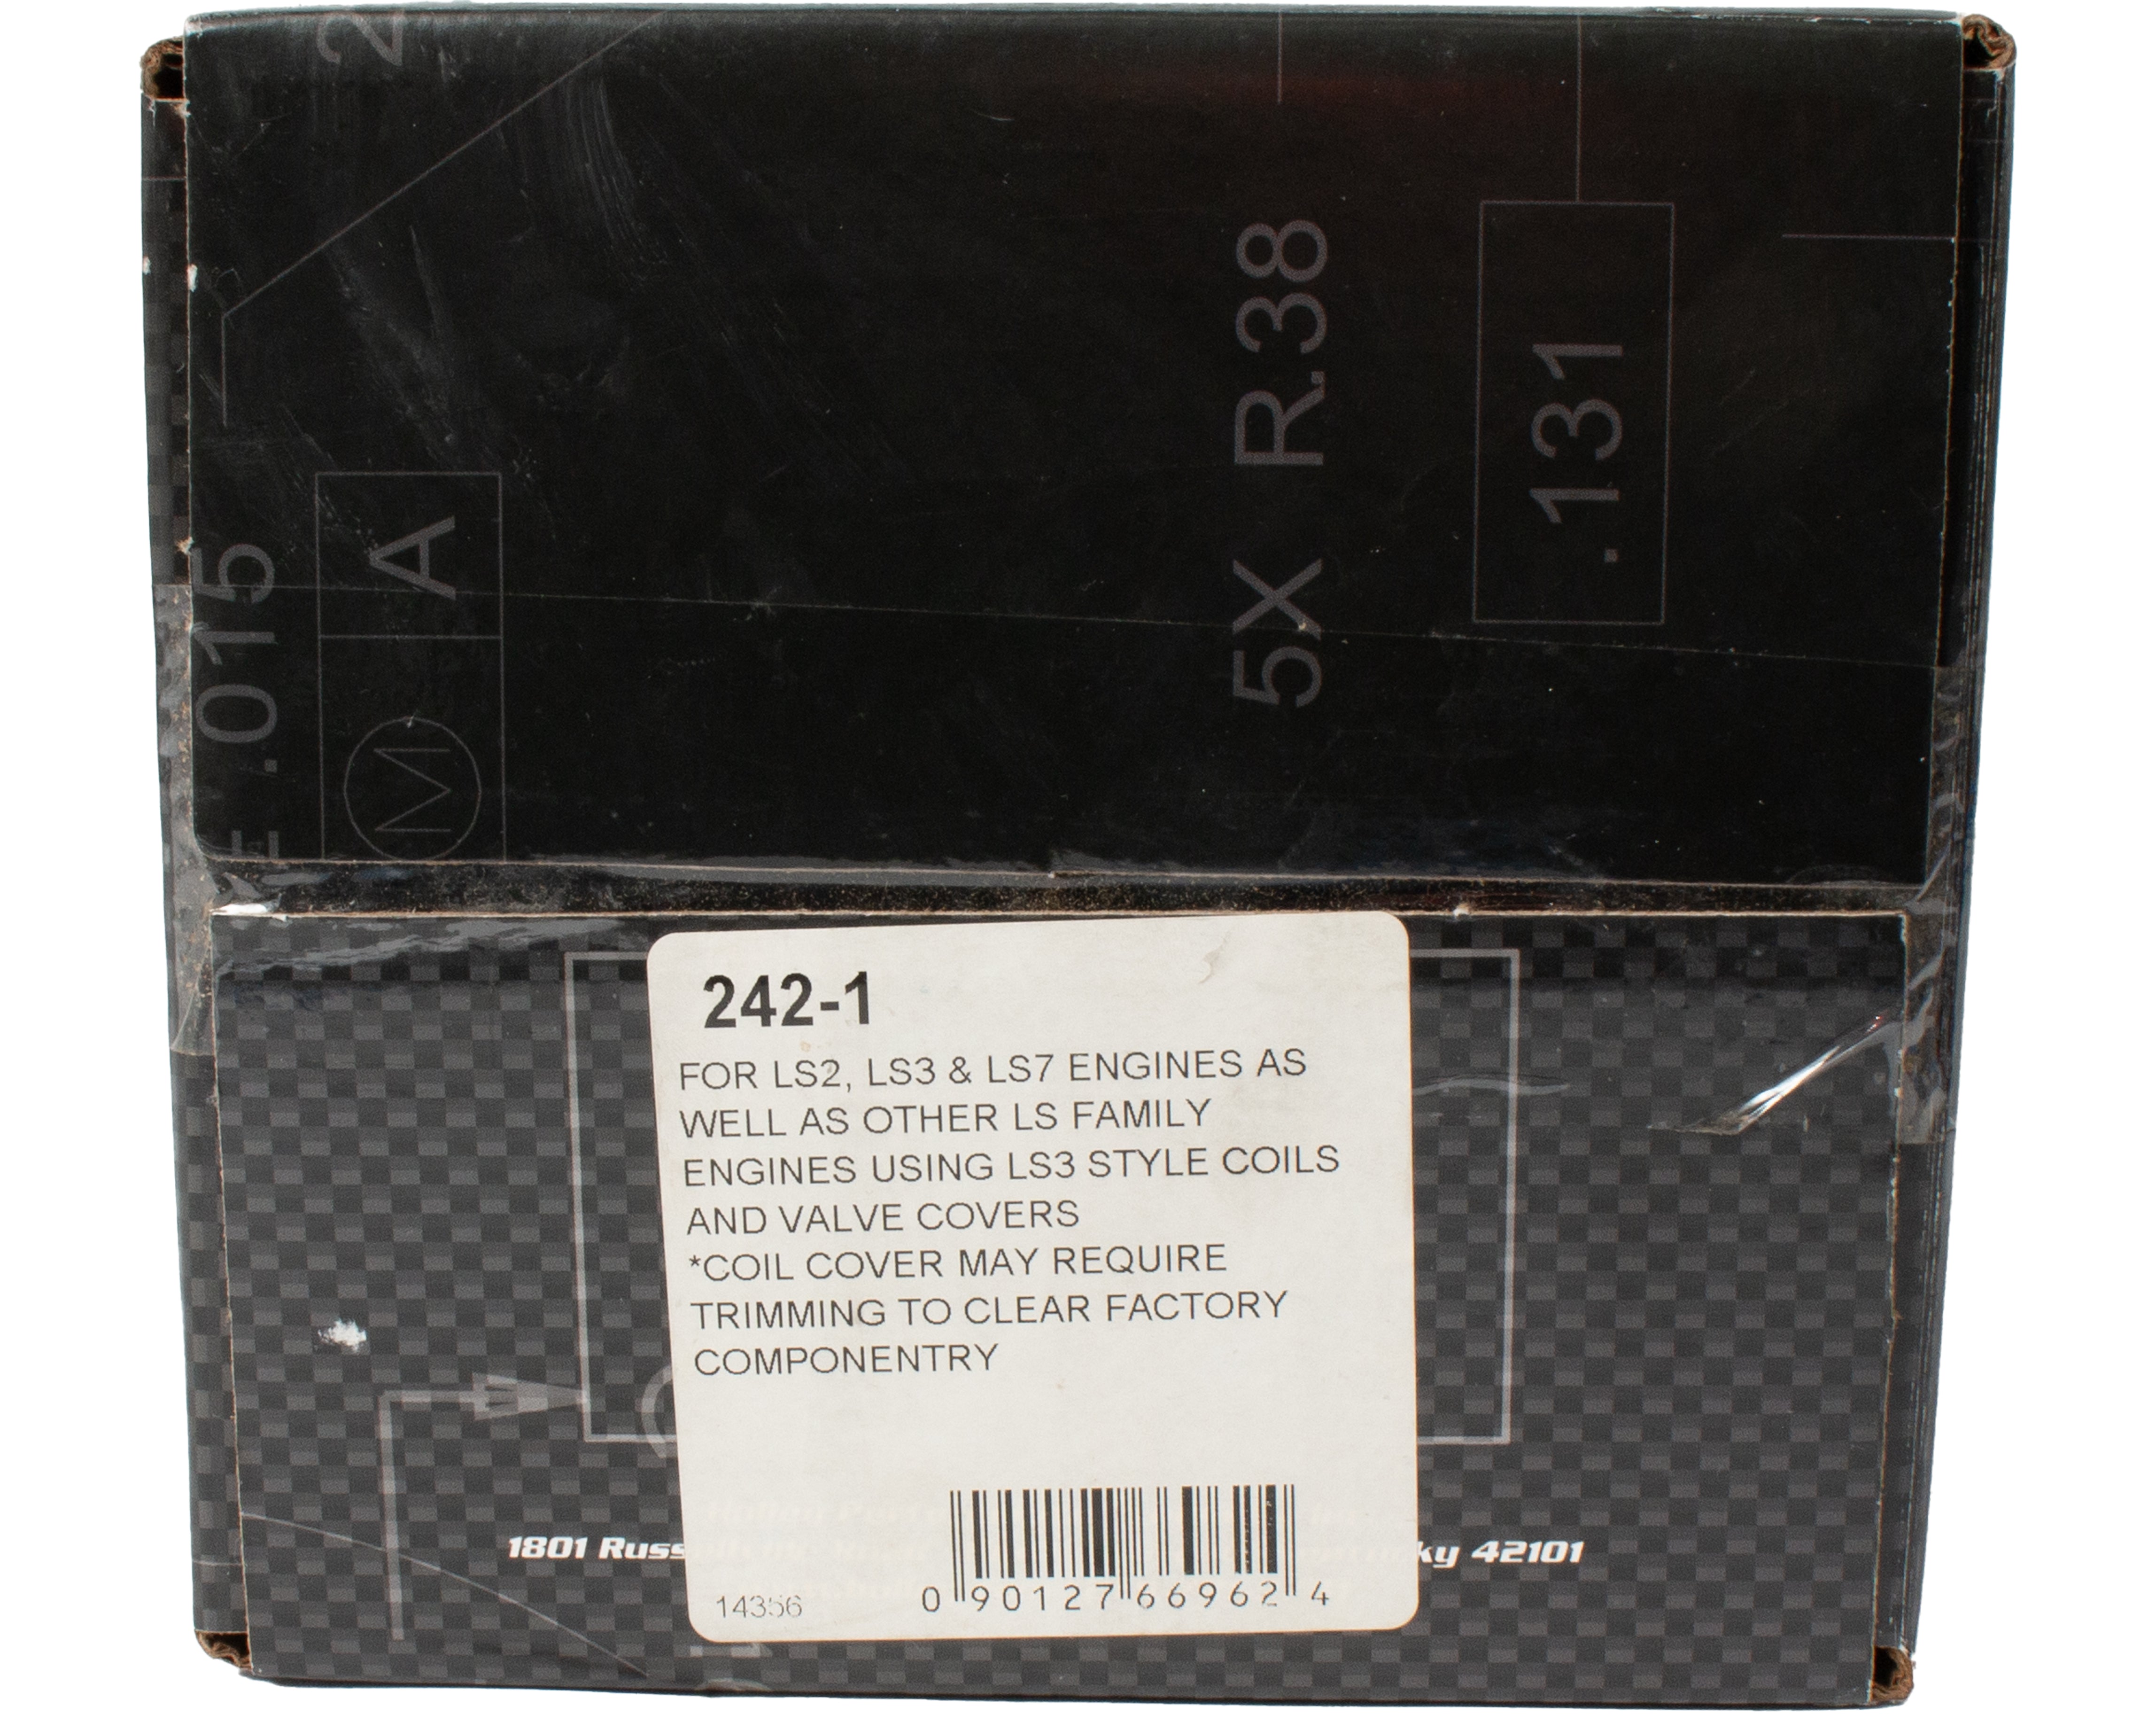 2
.015
A
M
5X R.38
.131
242-1
FOR LS2, LS3 & LS7 ENGINES AS
WELL AS OTHER LS FAMILY
ENGINES USING LS3 STYLE COILS
AND VALVE COVERS
*COIL COVER MAY REQUIRE
TRIMMING TO CLEAR FACTORY
COMPONENTRY
1801 Russ ky 42101
14356
0 90127 66962 4